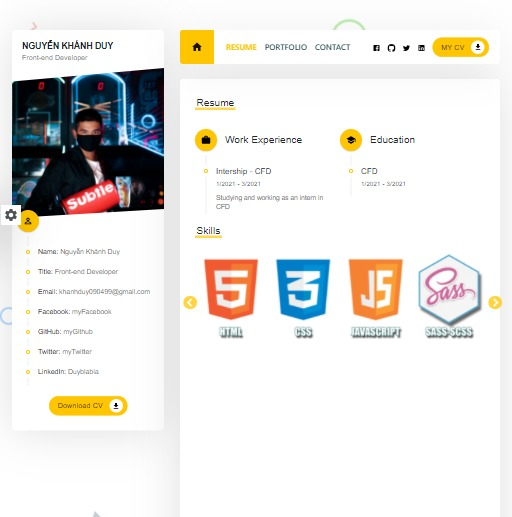 NGUYỄN KHÁNH DUY
Front-end Developer
Subtle
Name: Nguyễn Khánh Duy
Title: Front-end Developer
Email: khanhduy090499@gmail.com
Facebook: myFacebook
GitHub: myGithub
Twitter: myTwitter
LinkedIn: Duyblabla
Download CV
RESUME PORTFOLIO CONTACT
MY CV
Resume
Work Experience
Intership - CFD
1/2021 - 3/2021
Studying and working as an intern in
CFD
Education
CFD
1/2021 - 3/2021
Skills
5 3 JS Sass
HTML CSS JAVASCRIPT SASS-SCSS